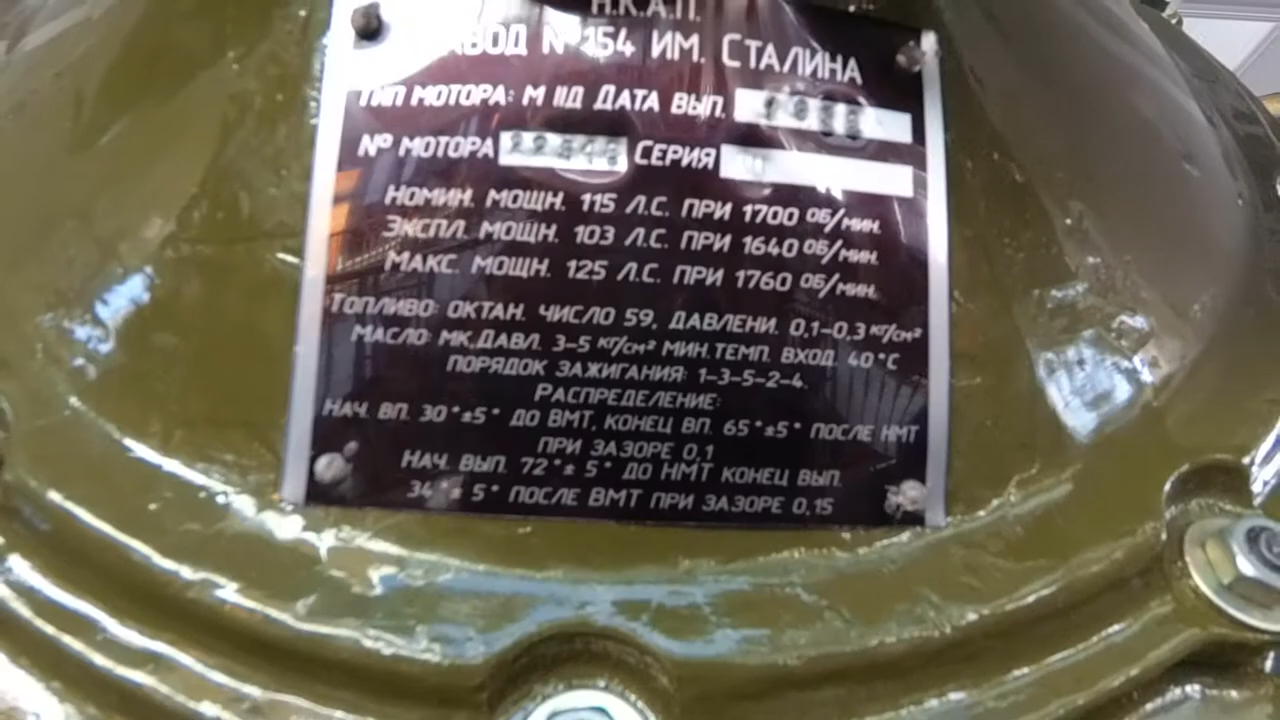 Н.К.А.П.
ЗАВОД № 154 ИМ. СТАЛИНА
ТИП МОТОРА: М 11Д ДАТА ВЫП.
№ МОТОРА СЕРИЯ
НОМИН. МОЩН. 115 Л.С. ПРИ 1700 ОБ/МИН.
ЭКСПЛ. МОЩН. 103 Л.С. ПРИ 1640 ОБ/МИН.
МАКС. МОЩН. 125 Л.С. ПРИ 1760 ОБ/МИН.
ТОПЛИВО: ОКТАН. ЧИСЛО 59, ДАВЛЕНИ. 0,1-0,3 КГ/СМ²
МАСЛО: МК,ДАВЛ. 3-5 КГ/СМ² МИН.ТЕМП. ВХОД. 40°С
ПОРЯДОК ЗАЖИГАНИЯ: 1-3-5-2-4.
РАСПРЕДЕЛЕНИЕ:
НАЧ. ВП. 30°±5° ДО ВМТ, КОНЕЦ ВП. 65°±5° ПОСЛЕ НМТ
ПРИ ЗАЗОРЕ 0,1
НАЧ. ВЫП. 72°± 5° ДО НМТ КОНЕЦ ВЫП.
34°± 5° ПОСЛЕ ВМТ ПРИ ЗАЗОРЕ 0,15